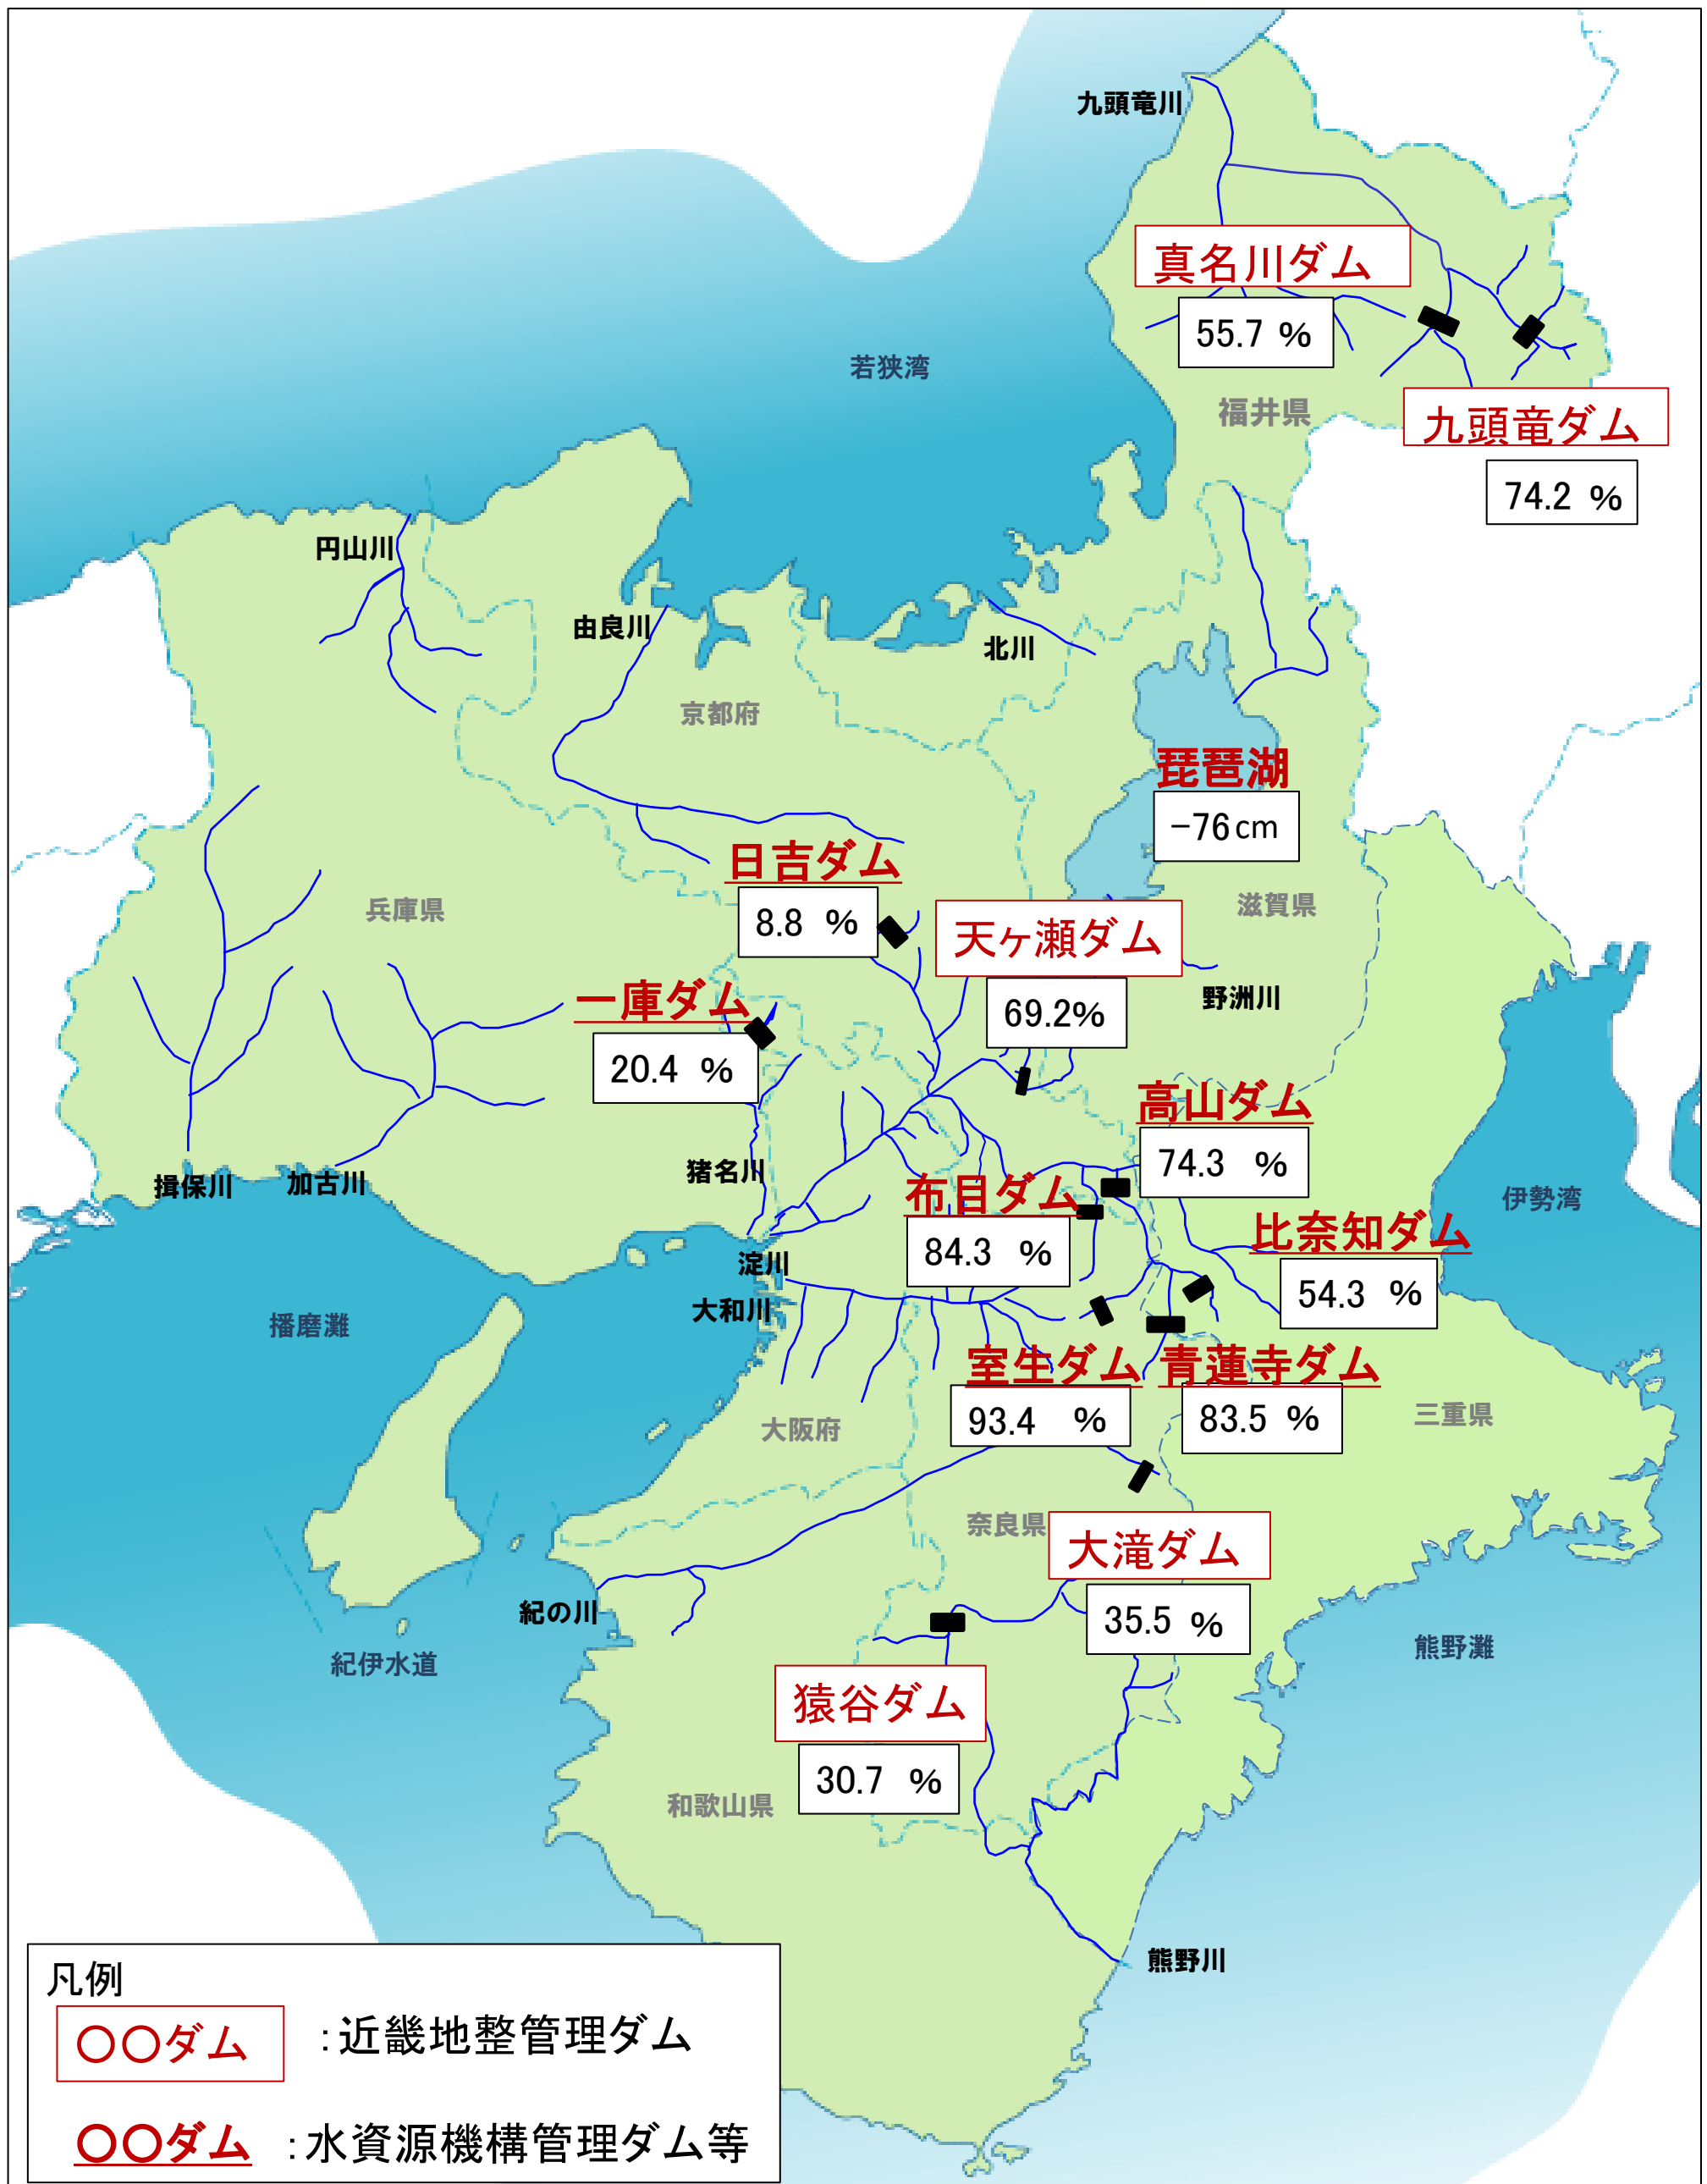 九頭竜川
真名川ダム
55.7 %
若狭湾
福井県
九頭竜ダム
74.2 %
円山川
由良川
北川
京都府
琵琶湖
−76cm
日吉ダム
8.8 %
兵庫県
滋賀県
天ヶ瀬ダム
69.2%
野洲川
一庫ダム
20.4 %
高山ダム
74.3 %
猪名川
揖保川
加古川
布目ダム
84.3 %
伊勢湾
比奈知ダム
54.3 %
淀川
大和川
播磨灘
室生ダム
93.4 %
青蓮寺ダム
83.5 %
三重県
大阪府
奈良県
大滝ダム
35.5 %
紀の川
紀伊水道
熊野灘
猿谷ダム
30.7 %
和歌山県
熊野川
凡例
○○ダム :近畿地整管理ダム
○○ダム :水資源機構管理ダム等